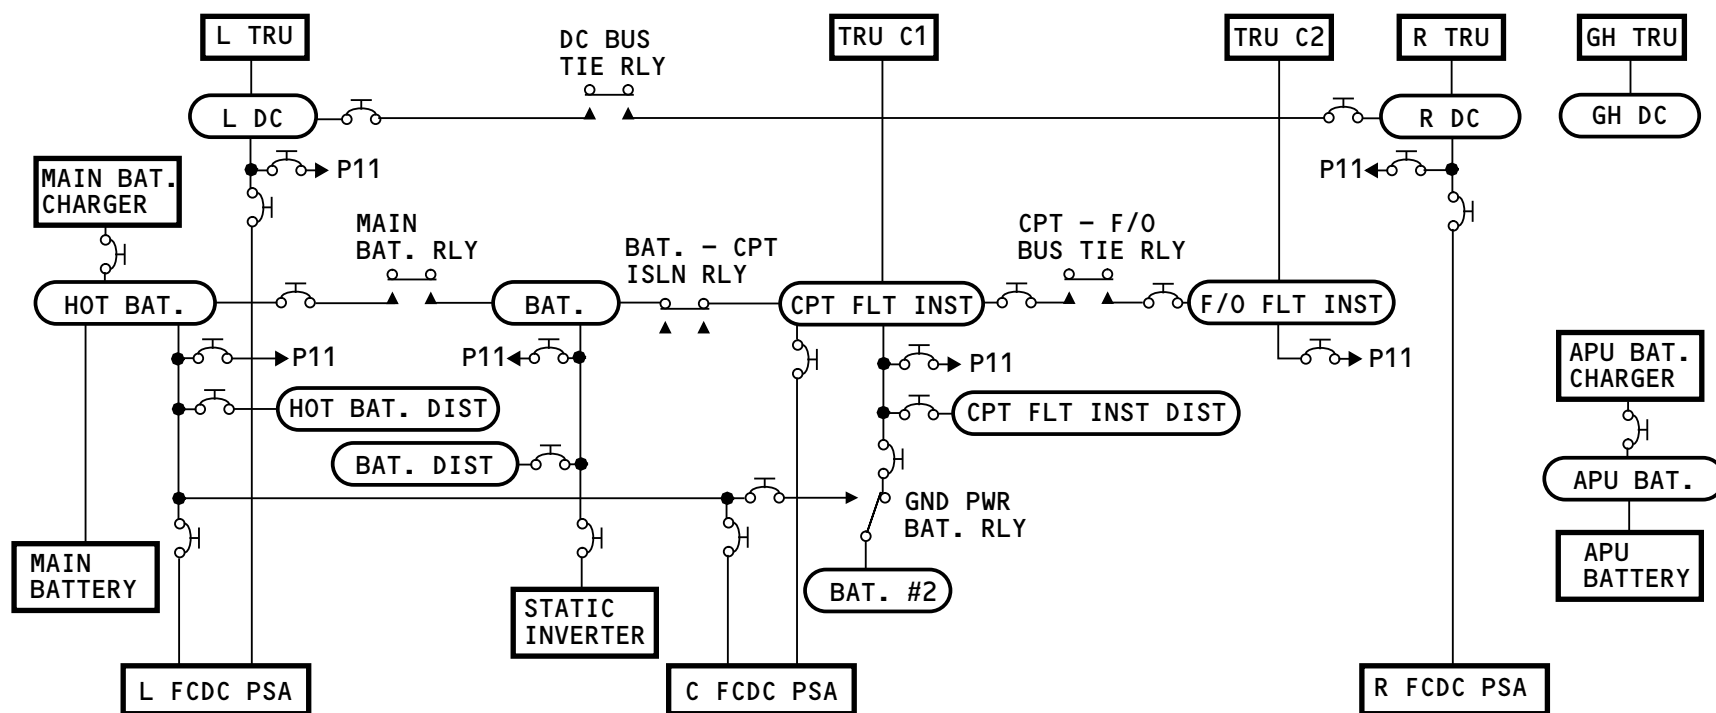 L TRU
DC BUS
TIE RLY
TRU C1
TRU C2
R TRU
GH TRU
L DC
R DC
GH DC
P11
P11
MAIN BAT.
CHARGER
MAIN
BAT. RLY
BAT. – CPT
ISLN RLY
CPT – F/O
BUS TIE RLY
HOT BAT.
BAT.
CPT FLT INST
F/O FLT INST
P11
P11
P11
P11
APU BAT.
CHARGER
HOT BAT. DIST
CPT FLT INST DIST
BAT. DIST
APU BAT.
GND PWR
BAT. RLY
MAIN
BATTERY
BAT. #2
APU
BATTERY
STATIC
INVERTER
L FCDC PSA
C FCDC PSA
R FCDC PSA